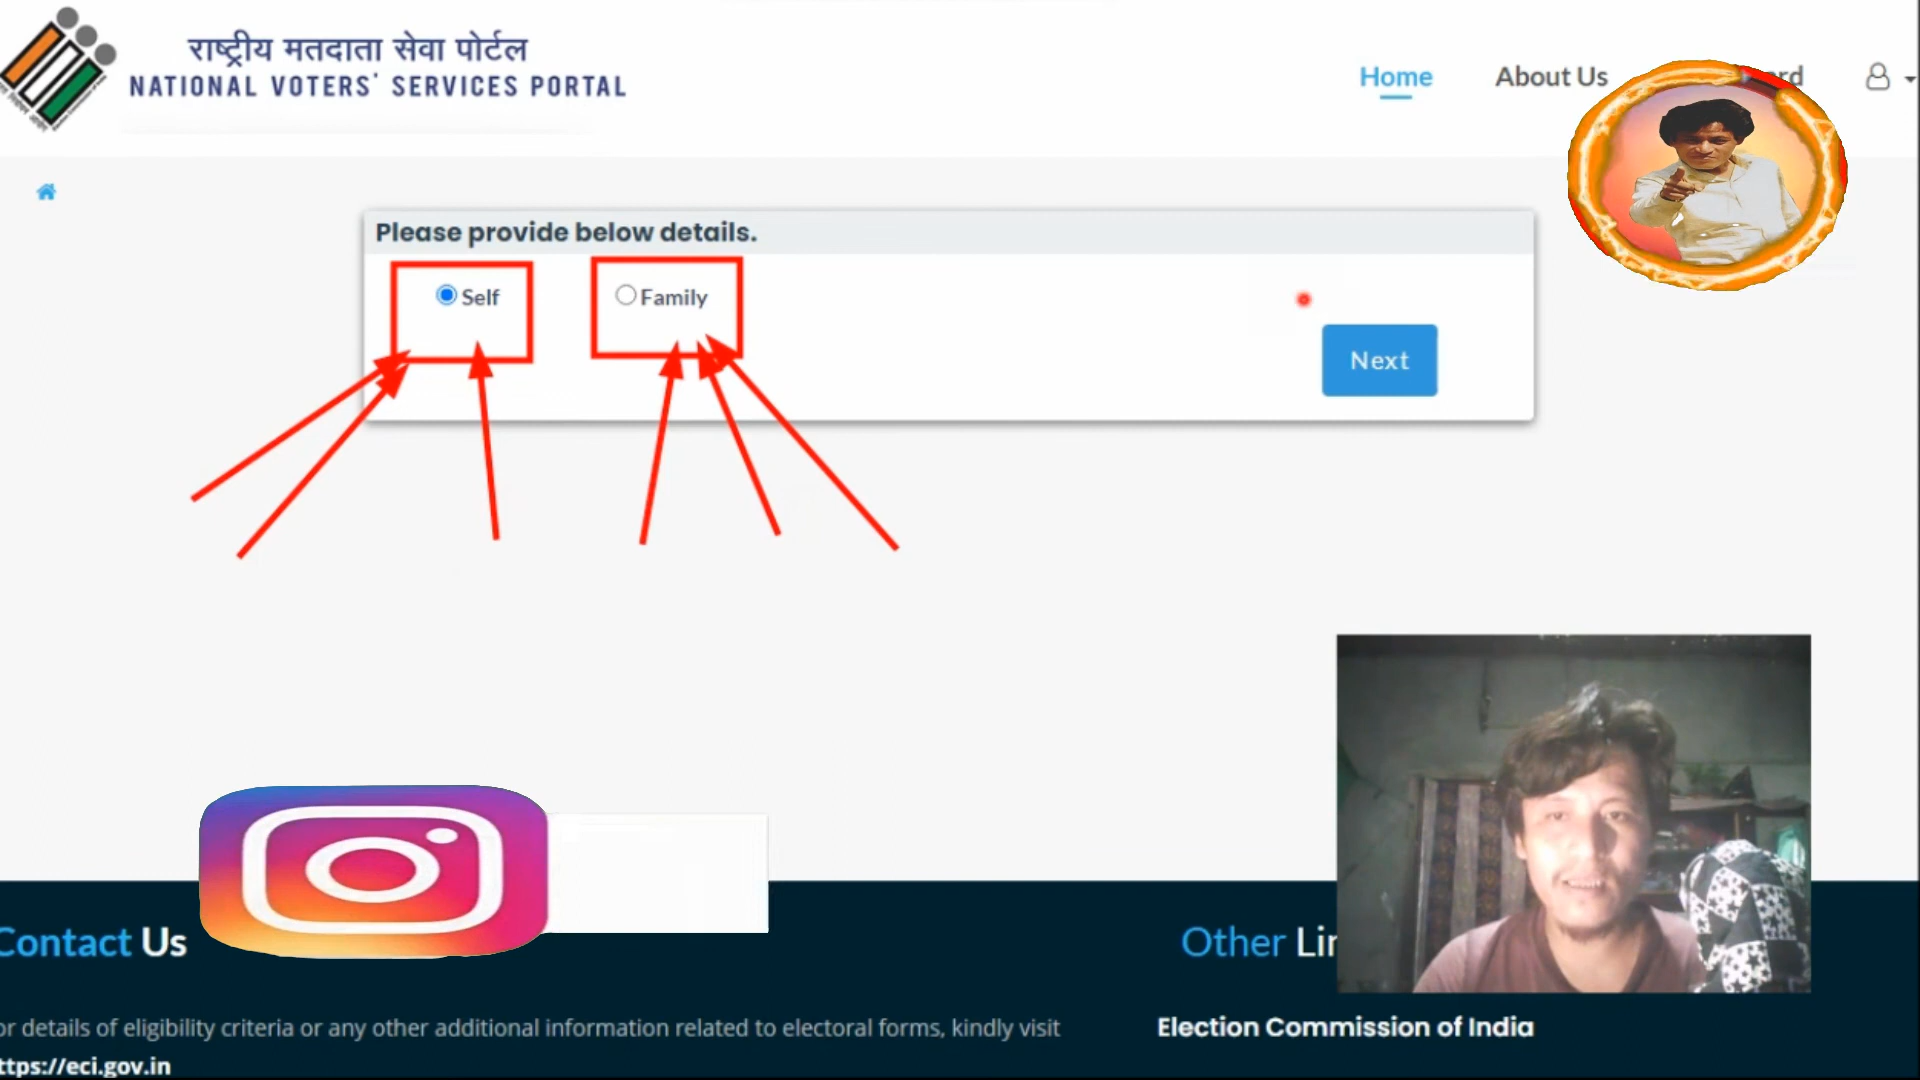 राष्ट्रीय मतदाता सेवा पोर्टल
NATIONAL VOTERS' SERVICES PORTAL
Home About Us
Please provide below details.
Self Family
Next
Contact Us
Other
or details of eligibility criteria or any other additional information related to electoral forms, kindly visit
ttps://eci.gov.in
Election Commission of India